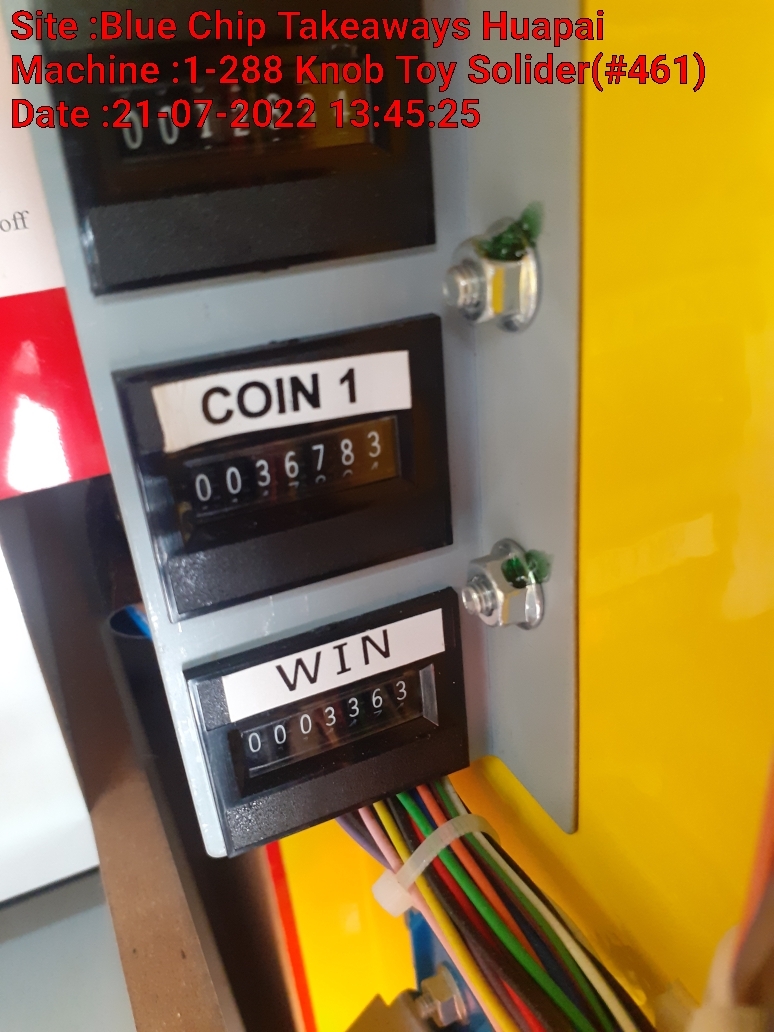 Site :Blue Chip Takeaways Huapai
Machine :1-288 Knob Toy Solider(#461)
Date :21-07-2022 13:45:25
off
COIN 1
0036783
WIN
0003363